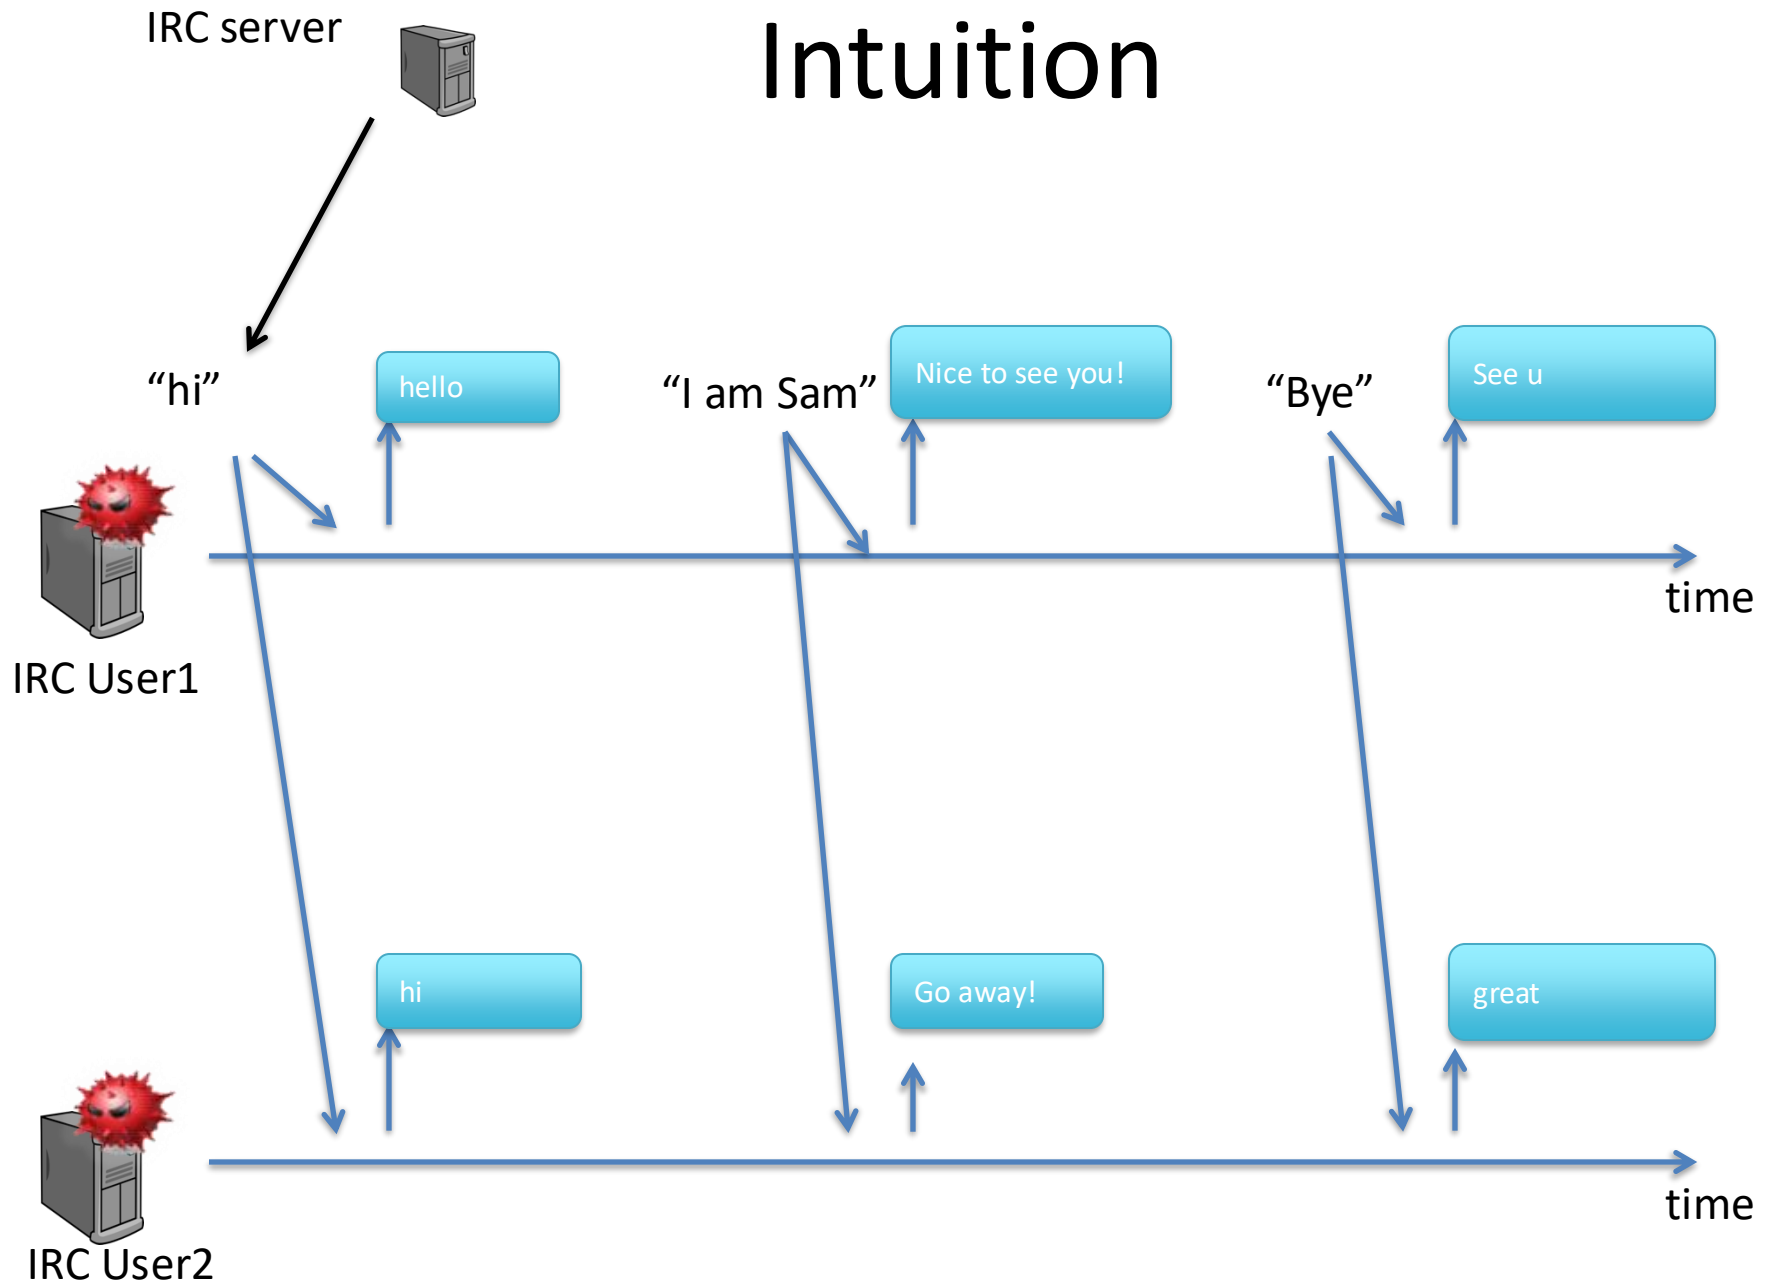 IRC server
Intuition
“hi”
hello
“I am Sam”
Nice to see you!
“Bye”
See u
time
IRC User1
hi
Go away!
great
time
IRC User2